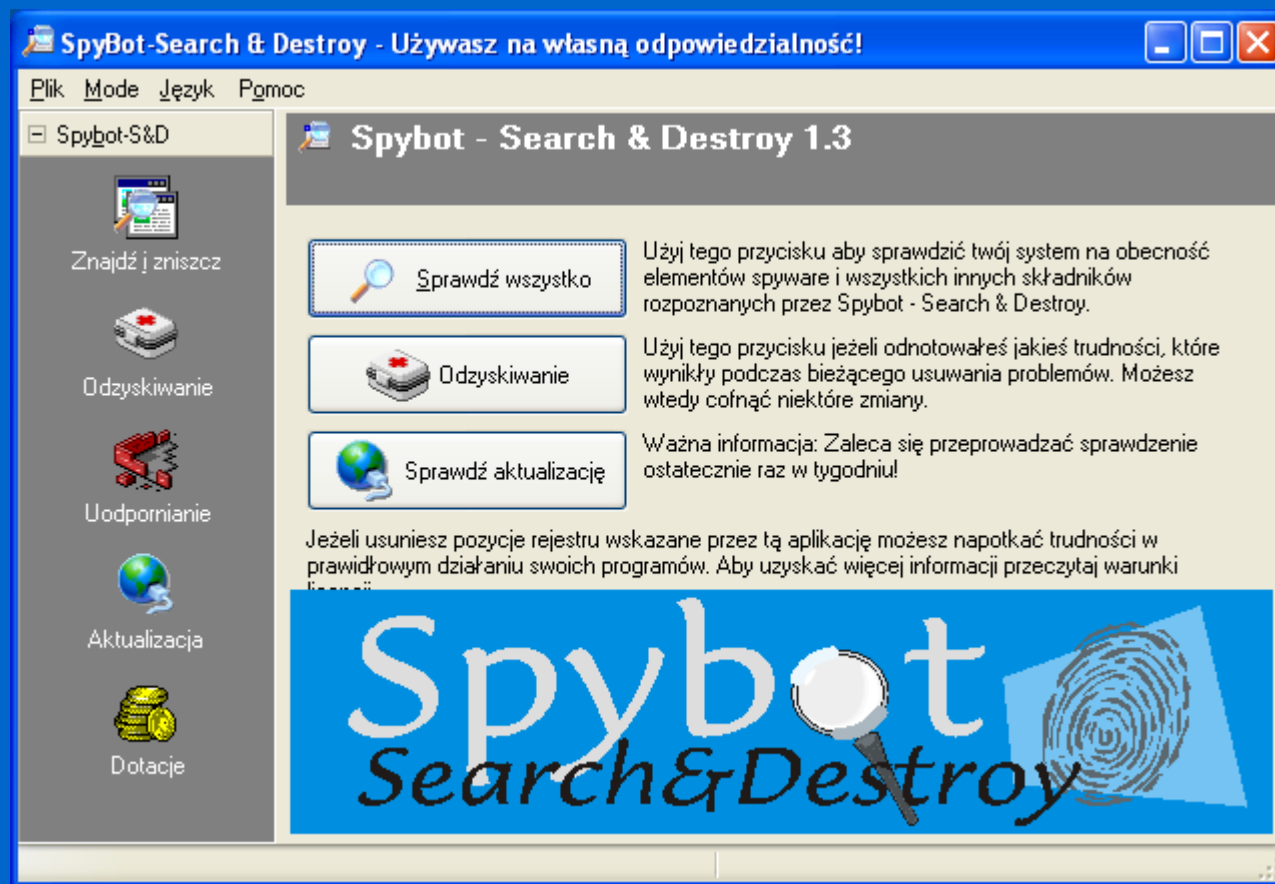 SpyBot-Search & Destroy - Używasz na własną odpowiedzialność!
Plik Mode Język Pomoc
Spybot-S&D
Znajdź i zniszcz
Odzyskiwanie
Uodpornianie
Aktualizacja
Dotacje
Spybot - Search & Destroy 1.3
Sprawdź wszystko
Użyj tego przycisku aby sprawdzić twój system na obecność
elementów spyware i wszystkich innych składników
rozpoznanych przez Spybot - Search & Destroy.
Odzyskiwanie
Użyj tego przycisku jeżeli odnotowałeś jakieś trudności, które
wynikły podczas bieżącego usuwania problemów. Możesz
wtedy cofnąć niektóre zmiany.
Sprawdź aktualizację
Ważna informacja: Zaleca się przeprowadzać sprawdzenie
ostatecznie raz w tygodniu!
Jeżeli usuniesz pozycje rejestru wskazane przez tą aplikację możesz napotkać trudności w
prawidłowym działaniu swoich programów. Aby uzyskać więcej informacji przeczytaj warunki
Spybot
Search&Destroy